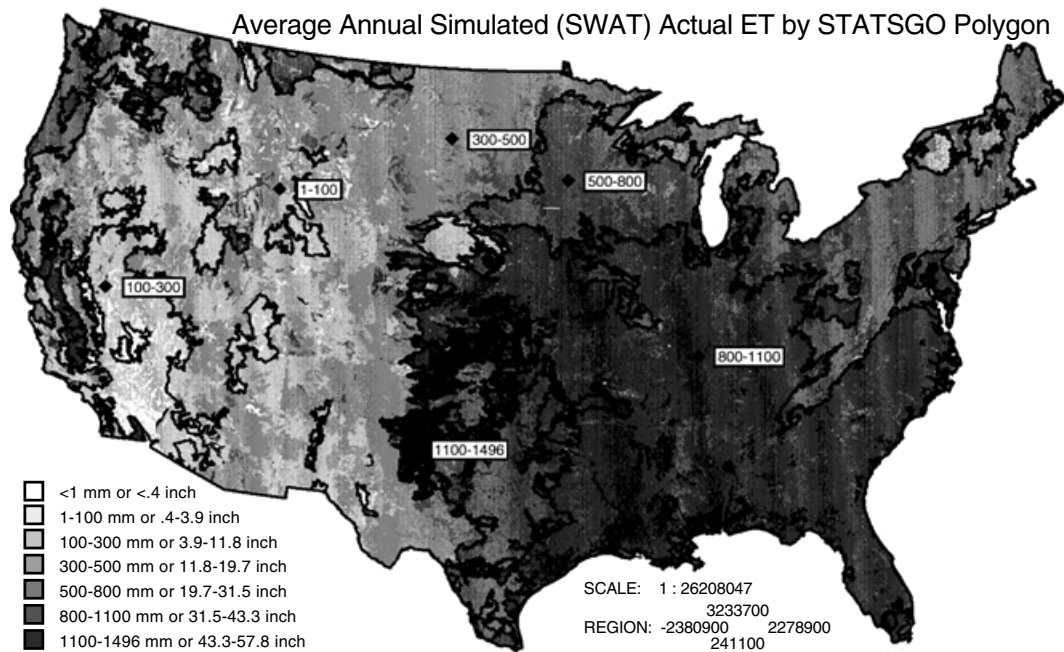 Average Annual Simulated (SWAT) Actual ET by STATSGO Polygon
300-500
500-800
1-100
100-300
800-1100
1100-1496
<1 mm or <.4 inch
1-100 mm or .4-3.9 inch
100-300 mm or 3.9-11.8 inch
300-500 mm or 11.8-19.7 inch
500-800 mm or 19.7-31.5 inch
800-1100 mm or 31.5-43.3 inch
1100-1496 mm or 43.3-57.8 inch
SCALE: 1 : 26208047
3233700
REGION: -2380900 2278900
241100